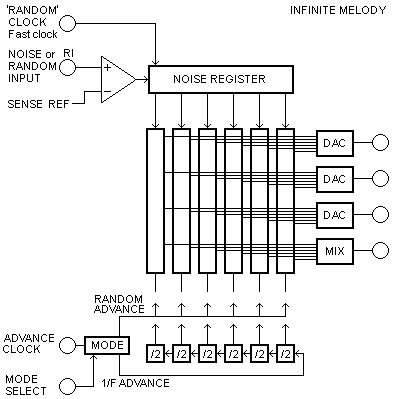 'RANDOM'
CLOCK
Fast clock
INFINITE MELODY
NOISE or RI
RANDOM
INPUT
+
−
SENSE REF
NOISE REGISTER
DAC
DAC
DAC
MIX
RANDOM
ADVANCE
ADVANCE
CLOCK
MODE
/2 /2 /2 /2 /2 /2
MODE
SELECT
1/F ADVANCE